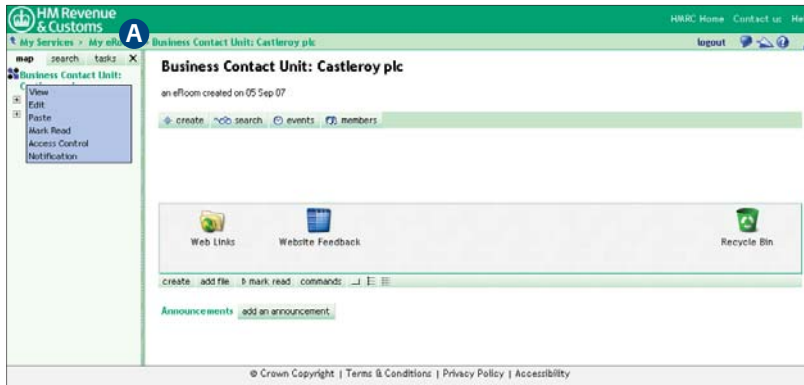 HM Revenue
& Customs
HMRC Home Contact us He
My Services > My eRo A Business Contact Unit: Castleroy plc
logout
map search tasks X
Business Contact Unit:
View
Edit
Paste
Mark Read
Access Control
Notification
Business Contact Unit: Castleroy plc
an eRoom created on 05 Sep 07
create search events members
Web Links Website Feedback Recycle Bin
create add file mark read commands
Announcements add an announcement
© Crown Copyright | Terms & Conditions | Privacy Policy | Accessibility